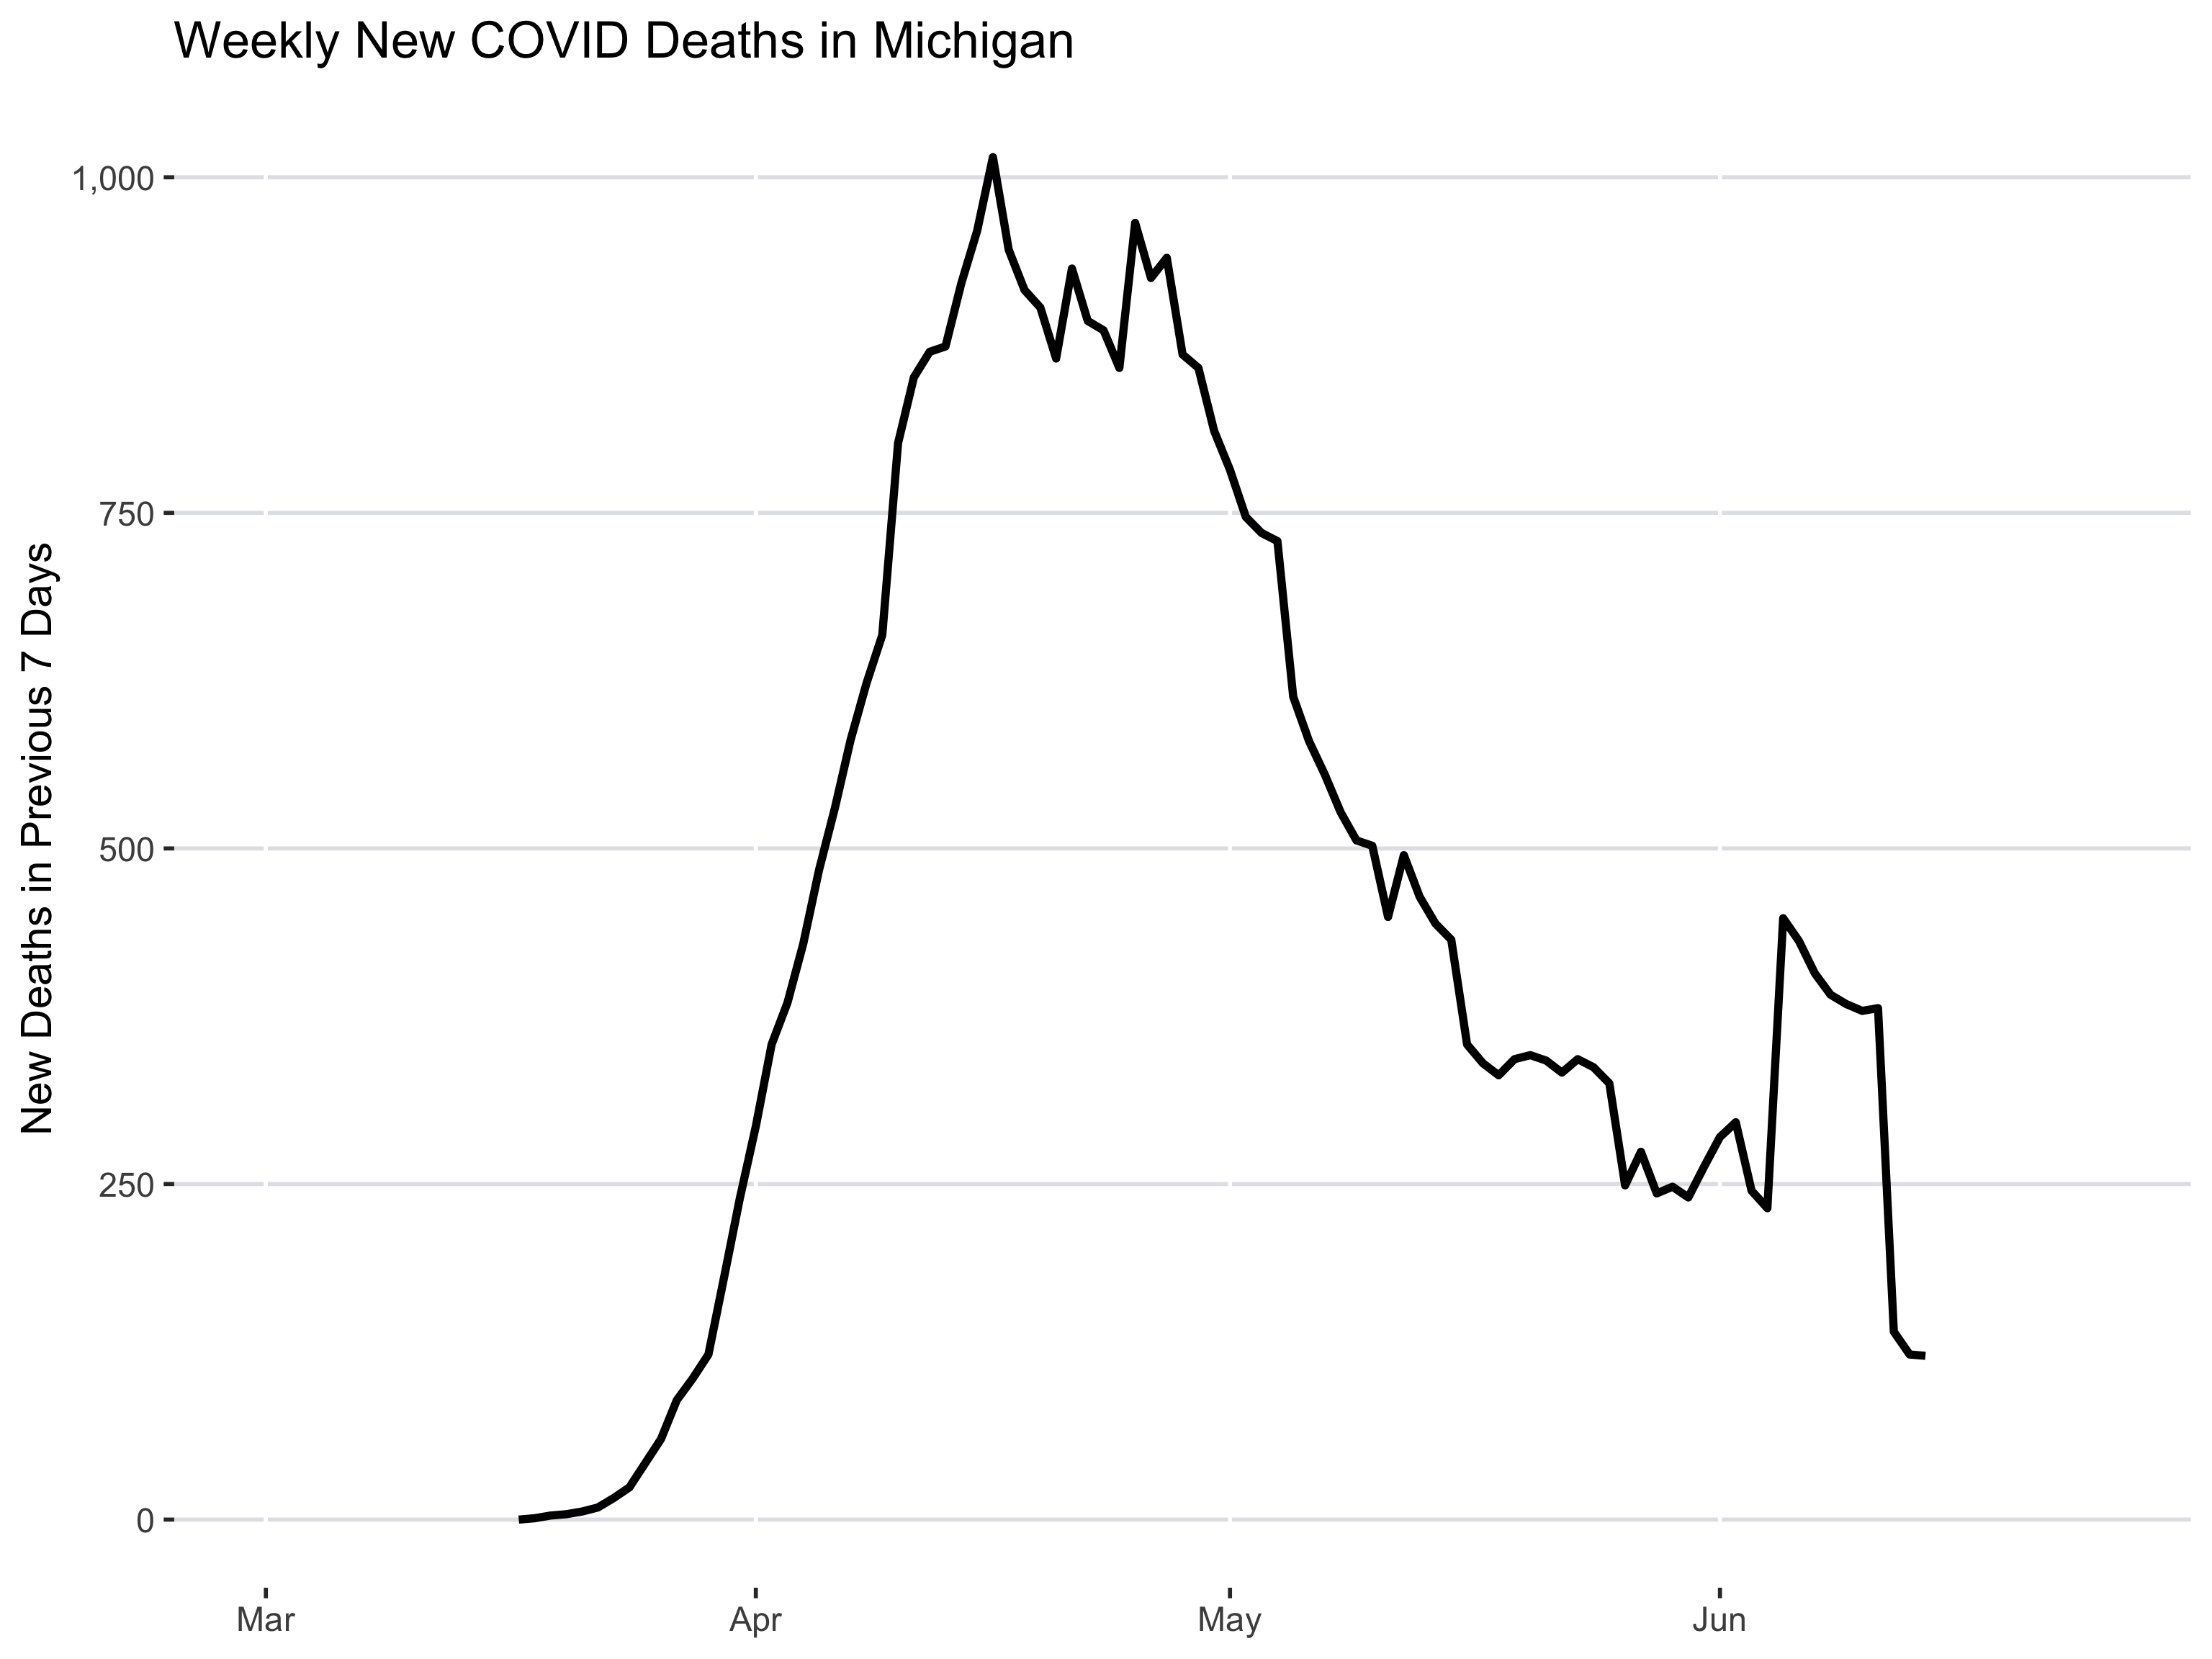 Weekly New COVID Deaths in Michigan
New Deaths in Previous 7 Days
1,000
750
500
250
0
Mar
Apr
May
Jun